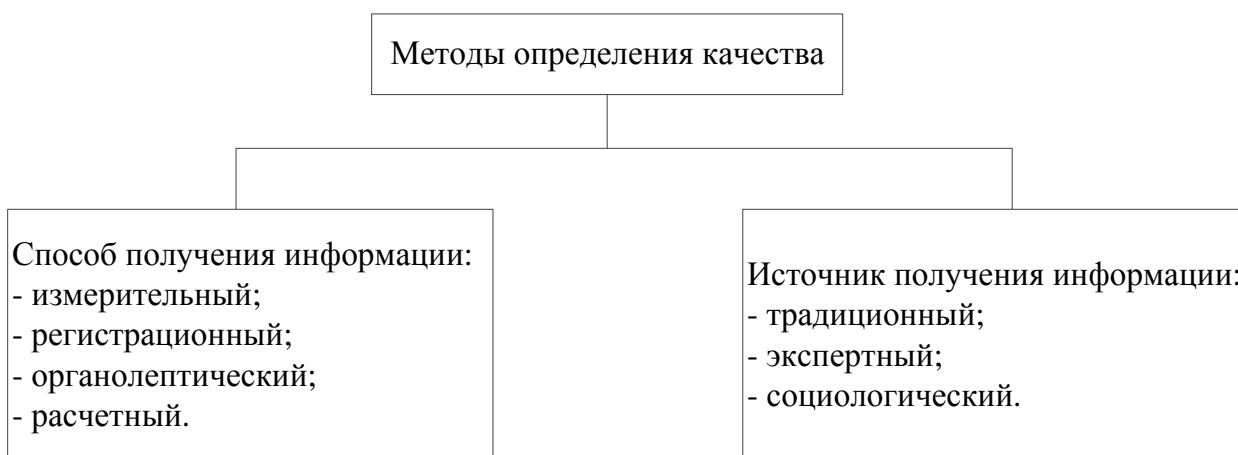 Методы определения качества
Способ получения информации:
- измерительный;
- регистрационный;
- органолептический;
- расчетный.
Источник получения информации:
- традиционный;
- экспертный;
- социологический.